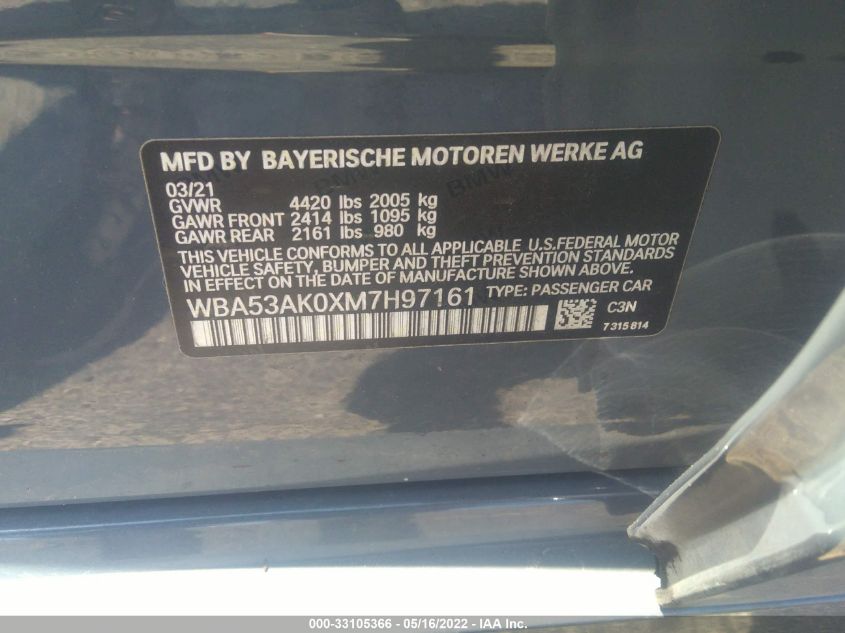 MFD BY BAYERISCHE MOTOREN WERKE AG
03/21
GVWR 4420 lbs 2005 kg
GAWR FRONT 2414 lbs 1095 kg
GAWR REAR 2161 lbs 980 kg
THIS VEHICLE CONFORMS TO ALL APPLICABLE U.S.FEDERAL MOTOR
VEHICLE SAFETY, BUMPER AND THEFT PREVENTION STANDARDS
IN EFFECT ON THE DATE OF MANUFACTURE SHOWN ABOVE.
WBA53AK0XM7H97161 TYPE: PASSENGER CAR
C3N
7 315 814
000-33105366 - 05/16/2022 - IAA Inc.